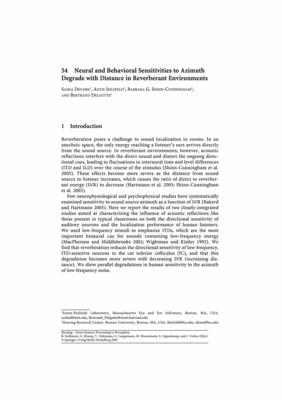 54 Neural and Behavioral Sensitivities to Azimuth
Degrade with Distance in Reverberant Environments
SASHA DEVORE¹, ANTJE IHLEFELD², BARBARA G. SHINN-CUNNINGHAM²,
AND BERTRAND DELGUTTE¹
1 Introduction
Reverberation poses a challenge to sound localization in rooms. In an
anechoic space, the only energy reaching a listener's ears arrives directly
from the sound source. In reverberant environments, however, acoustic
reflections interfere with the direct sound and distort the ongoing direc-
tional cues, leading to fluctuations in interaural time and level differences
(ITD and ILD) over the course of the stimulus (Shinn-Cunningham et al.
2005). These effects become more severe as the distance from sound
source to listener increases, which causes the ratio of direct to reverber-
ant energy (D/R) to decrease (Hartmann et al. 2005; Shinn-Cunningham
et al. 2005).
Few neurophysiological and psychophysical studies have systematically
examined sensitivity to sound source azimuth as a function of D/R (Rakerd
and Hartmann 2005). Here we report the results of two closely-integrated
studies aimed at characterizing the influence of acoustic reflections like
those present in typical classrooms on both the directional sensitivity of
auditory neurons and the localization performance of human listeners.
We used low-frequency stimuli to emphasize ITDs, which are the most
important binaural cue for sounds containing low-frequency energy
(MacPherson and Middlebrooks 2002; Wightman and Kistler 1992). We
find that reverberation reduces the directional sensitivity of low-frequency,
ITD-sensitive neurons in the cat inferior colliculus (IC), and that this
degradation becomes more severe with decreasing D/R (increasing dis-
tance). We show parallel degradations in human sensitivity to the azimuth
of low-frequency noise.
¹Eaton-Peabody Laboratory, Massachusetts Eye and Ear Infirmary, Boston, MA, USA,
²Hearing Research Center, Boston University, Boston, MA, USA,
Hearing – From Sensory Processing to Perception
B. Kollmeier, G. Klump, V. Hohmann, U. Langemann, M. Mauermann, S. Uppenkamp, and J. Verhey (Eds.)
© Springer-Verlag Berlin Heidelberg 2007